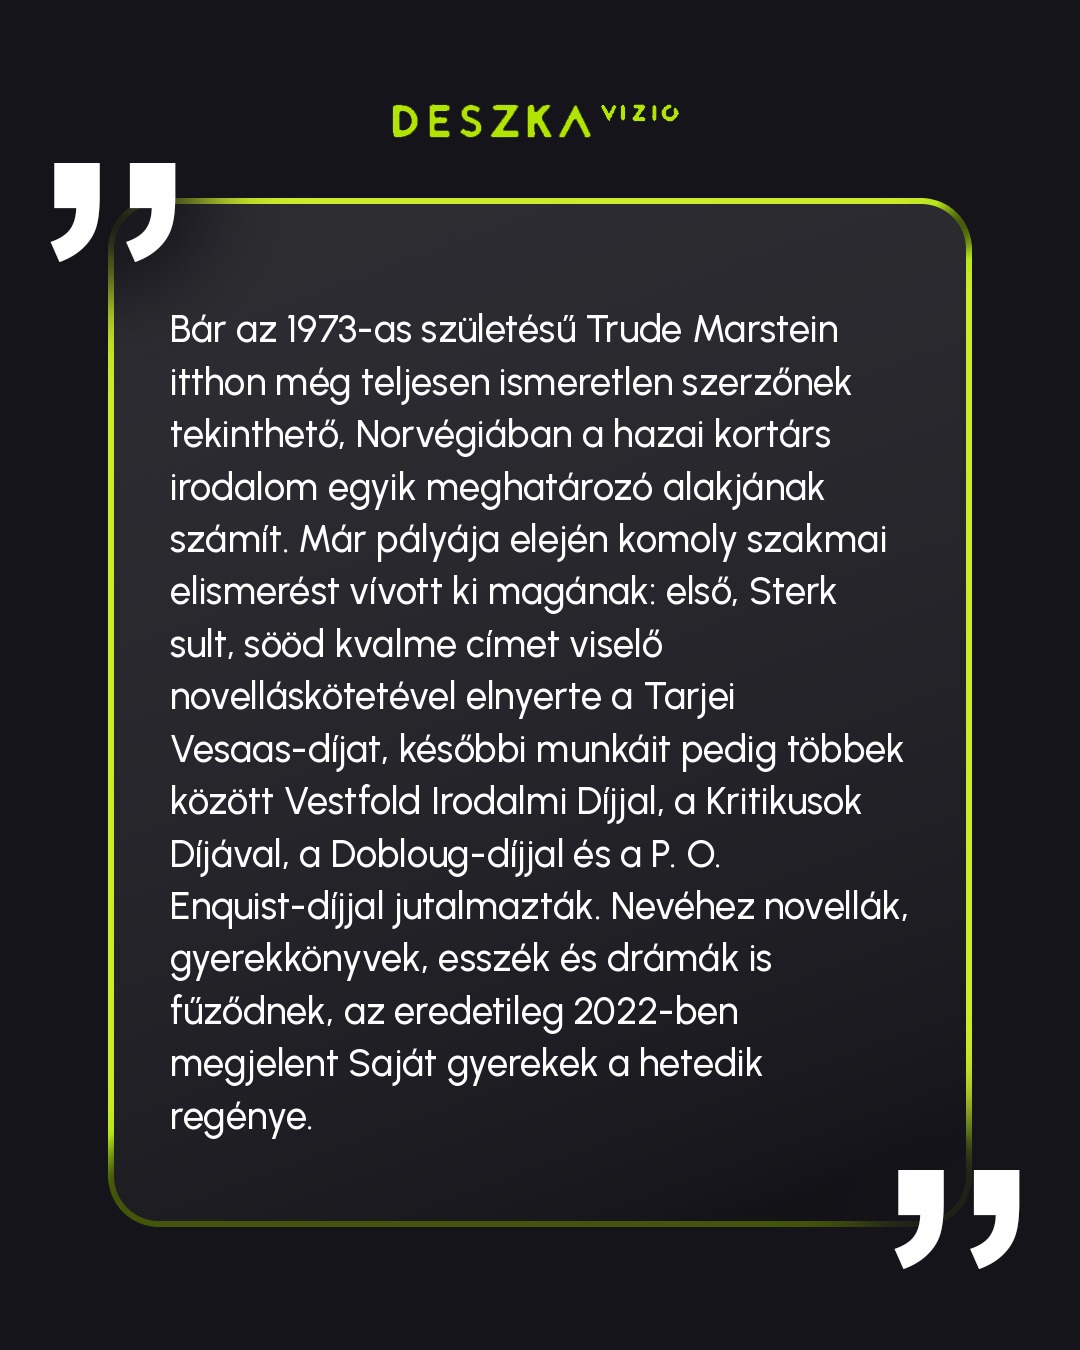 DESZKA VIZIO
”
Bár az 1973-as születésű Trude Marstein
itthon még teljesen ismeretlen szerzőnek
tekinthető, Norvégiában a hazai kortárs
irodalom egyik meghatározó alakjának
számít. Már pályája elején komoly szakmai
elismerést vívott ki magának: első, Sterk
sult, sööd kvalme címet viselő
novelláskötetével elnyerte a Tarjei
Vesaas-díjat, későbbi munkáit pedig többek
között Vestfold Irodalmi Díjjal, a Kritikusok
Díjával, a Dobloug-díjjal és a P. O.
Enquist-díjjal jutalmazták. Nevéhez novellák,
gyerekkönyvek, esszék és drámák is
fűződnek, az eredetileg 2022-ben
megjelent Saját gyerekek a hetedik
regénye.
”